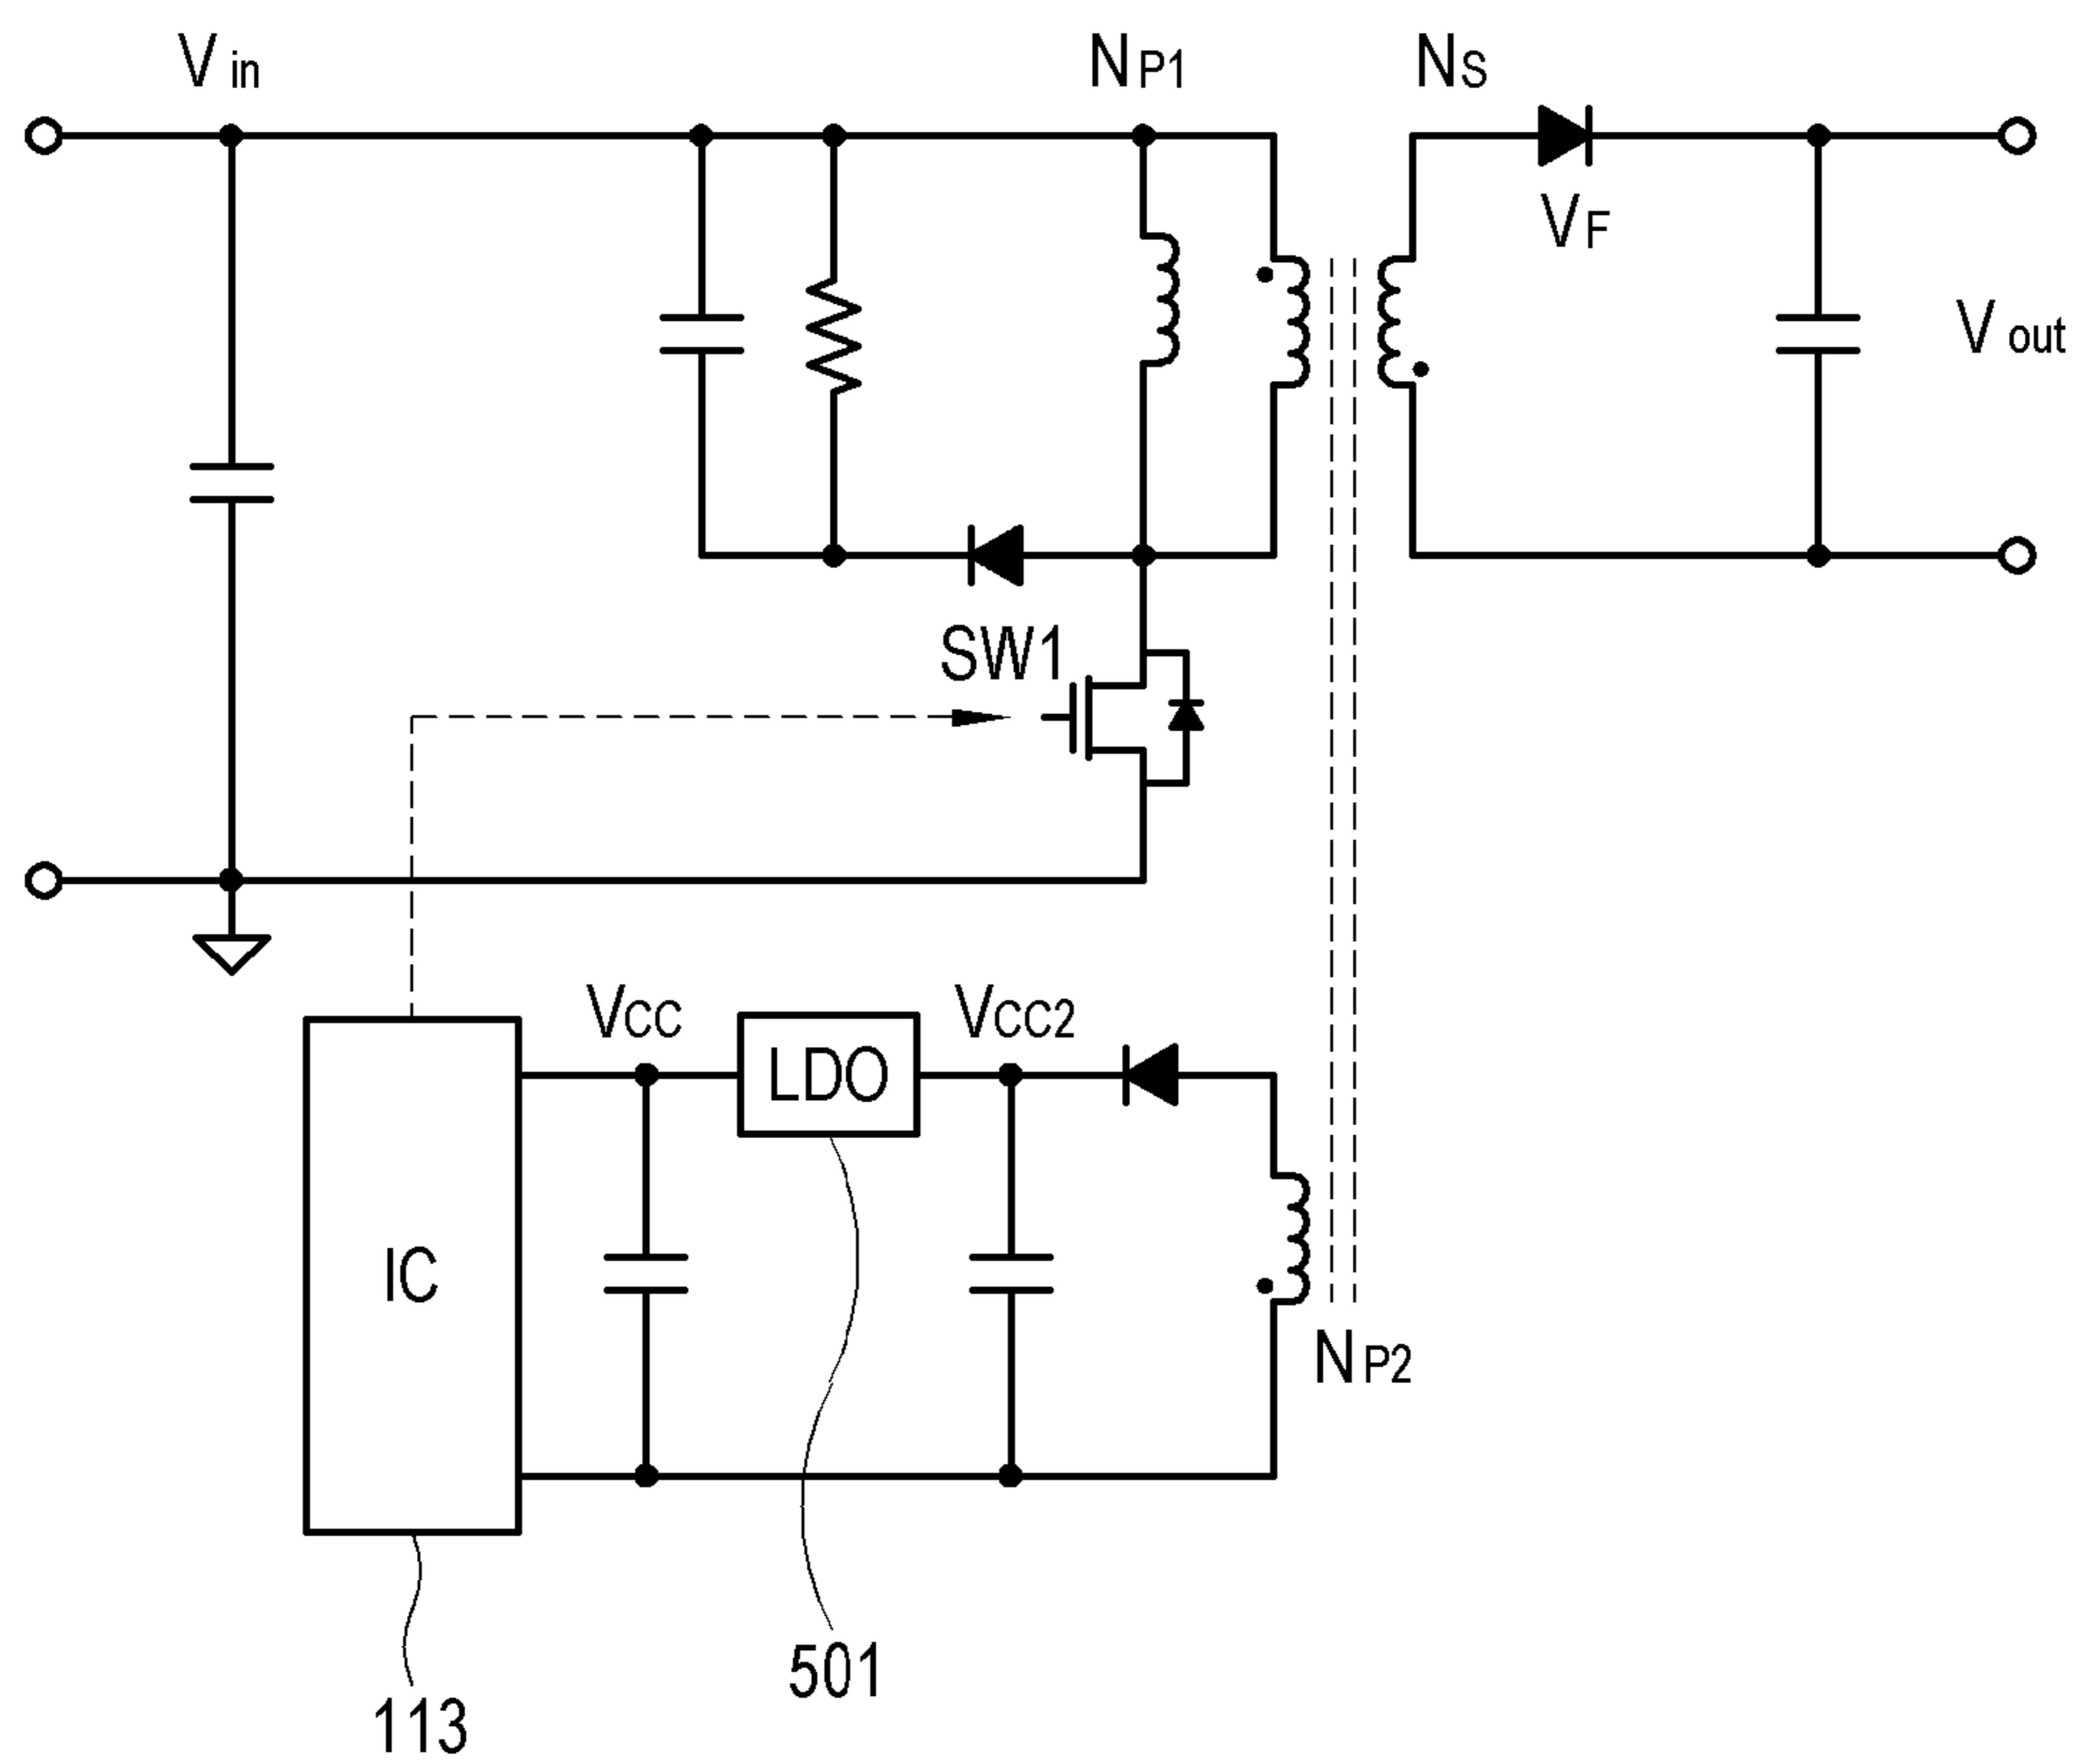 Vin
NP1
NS
VF
Vout
SW1
VCC
LDO
VCC2
IC
NP2
501
113